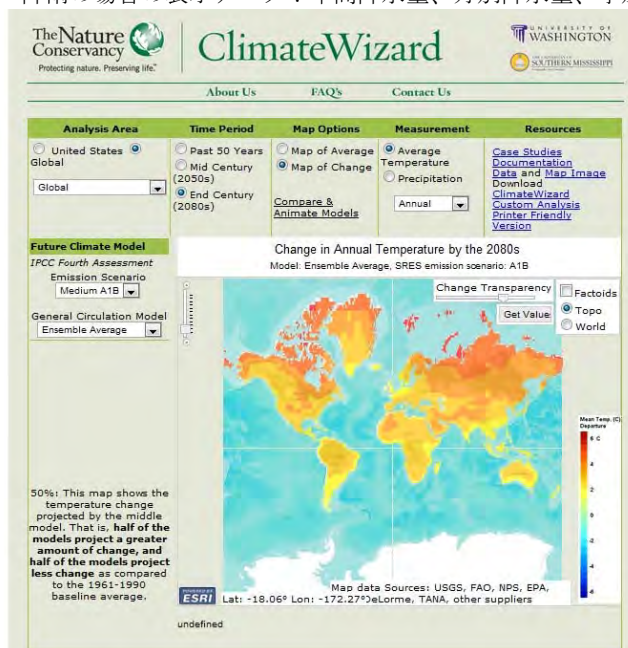 The Nature
Conservancy
Protecting nature. Preserving life.™
ClimateWizard
UNIVERSITY OF
WASHINGTON
SOUTHERN MISSISSIPPI
About Us FAQ's Contact Us
Analysis Area Time Period Map Options Measurement Resources
United States
Global
Global
Past 50 Years
Mid Century
(2050s)
End Century
(2080s)
Map of Average
Map of Change
Compare &
Animate Models
Average
Temperature
Precipitation
Annual
Case Studies
Documentation
Data and Map Image
Download
ClimateWizard
Custom Analysis
Printer Friendly
Version
Future Climate Model
IPCC Fourth Assessment
Emission Scenario
Medium A1B
General Circulation Model
Ensemble Average
50%: This map shows the
temperature change
projected by the middle
model. That is, half of the
models project a greater
amount of change, and
half of the models project
less change as compared
to the 1961-1990
baseline average.
Change in Annual Temperature by the 2080s
Model: Ensemble Average, SRES emission scenario: A1B
Change Transparency
Get Value
Factoids
Topo
World
Mean Temp. (C)
Departure
6 C
4
2
0
-2
-4
-6
POWERED BY
ESRI
Map data Sources: USGS, FAO, NPS, EPA,
Lat: -18.06° Lon: -172.27°DeLorme, TANA, other suppliers
undefined